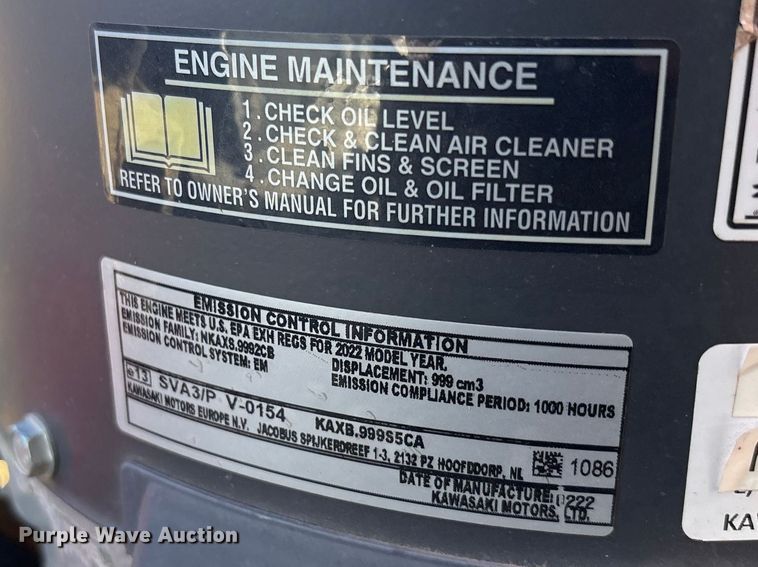 ENGINE MAINTENANCE
1. CHECK OIL LEVEL
2. CHECK & CLEAN AIR CLEANER
3. CLEAN FINS & SCREEN
4. CHANGE OIL & OIL FILTER
REFER TO OWNER'S MANUAL FOR FURTHER INFORMATION
EMISSION CONTROL INFORMATION
THIS ENGINE MEETS U.S. EPA EXH REGS FOR 2022 MODEL YEAR.
EMISSION FAMILY: NKAXS.9992CB DISPLACEMENT: 999 cm3
EMISSION CONTROL SYSTEM: EM EMISSION COMPLIANCE PERIOD: 1000 HOURS
e13 SVA3/P V-0154 KAXB.999S5CA
KAWASAKI MOTORS EUROPE N.V. JACOBUS SPIJKERDREEF 1-3, 2132 PZ HOOFDDORP, NL 1086
DATE OF MANUFACTURE: 0222
KAWASAKI MOTORS, LTD.
KA
Purple Wave Auction